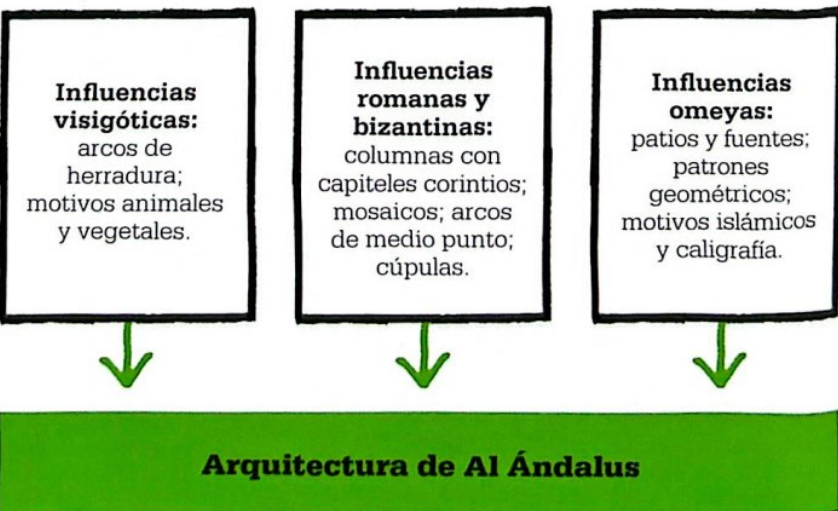 Influencias
visigóticas:
arcos de
herradura;
motivos animales
y vegetales.
Influencias
romanas y
bizantinas:
columnas con
capiteles corintios;
mosaicos; arcos
de medio punto;
cúpulas.
Influencias
omeyas:
patios y fuentes;
patrones
geométricos;
motivos islámicos
y caligrafía.
Arquitectura de Al Ándalus